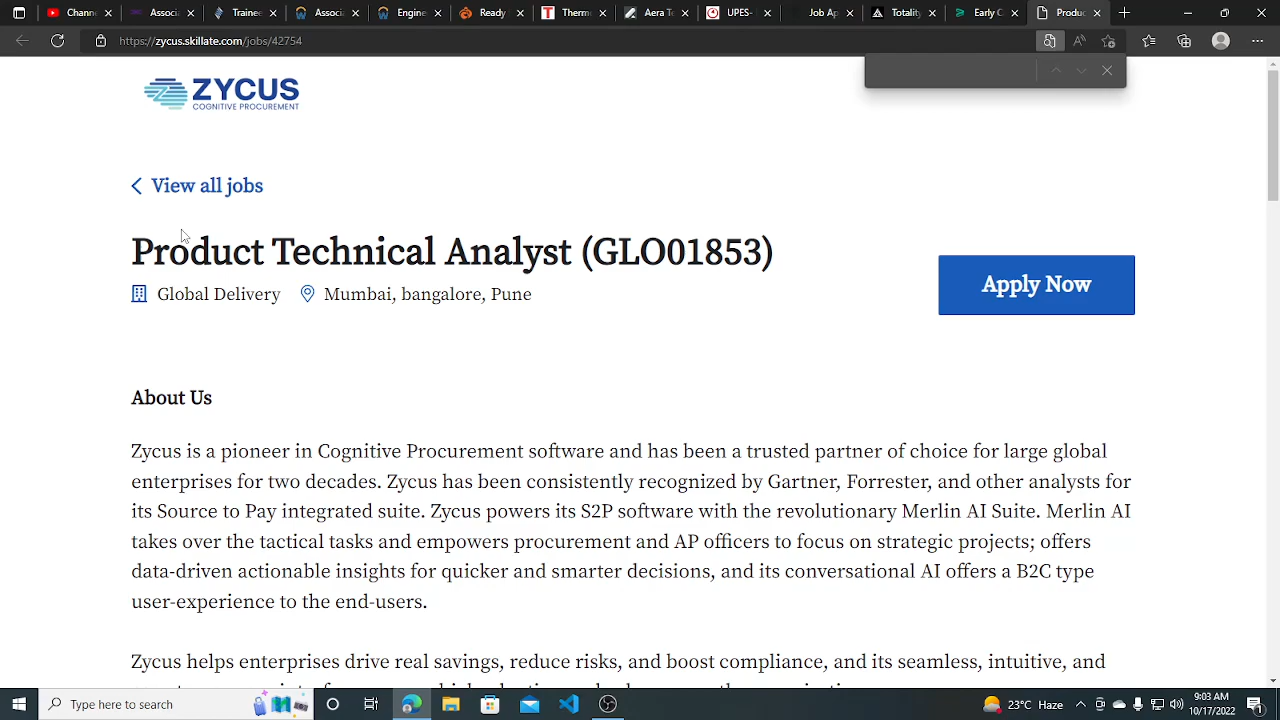 Chann
Associ
Traine
Associ
Engine
Ready
Therm
Aera Te
UPES-
Job Ap
Totality
Early C
Produ
https://zycus.skillate.com/jobs/42754
ZYCUS
COGNITIVE PROCUREMENT
View all jobs
Product Technical Analyst (GLO01853)
Global Delivery Mumbai, bangalore, Pune
Apply Now
About Us
Zycus is a pioneer in Cognitive Procurement software and has been a trusted partner of choice for large global
enterprises for two decades. Zycus has been consistently recognized by Gartner, Forrester, and other analysts for
its Source to Pay integrated suite. Zycus powers its S2P software with the revolutionary Merlin AI Suite. Merlin AI
takes over the tactical tasks and empowers procurement and AP officers to focus on strategic projects; offers
data-driven actionable insights for quicker and smarter decisions, and its conversational AI offers a B2C type
user-experience to the end-users.
Zycus helps enterprises drive real savings, reduce risks, and boost compliance, and its seamless, intuitive, and
Type here to search
23°C Haze
9:03 AM
10/17/2022